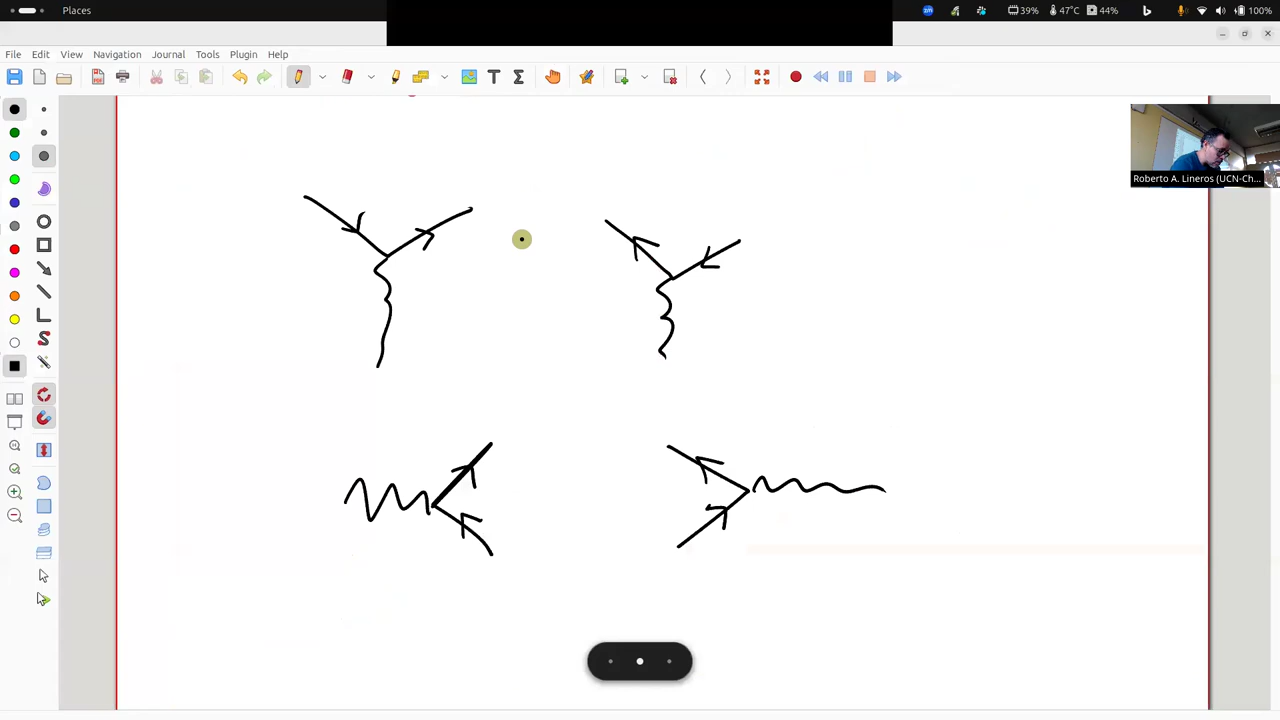 Places
39%
47°C
44%
100%
File Edit View Navigation Journal Tools Plugin Help
Roberto A. Lineros (UCN-Ch...